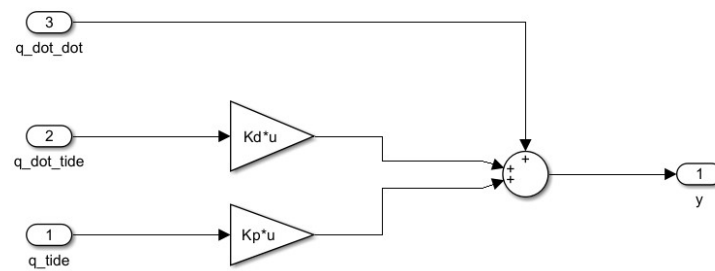 3
q_dot_dot
2
q_dot_tide
Kd*u
1
q_tide
Kp*u
+
+
+
1
y